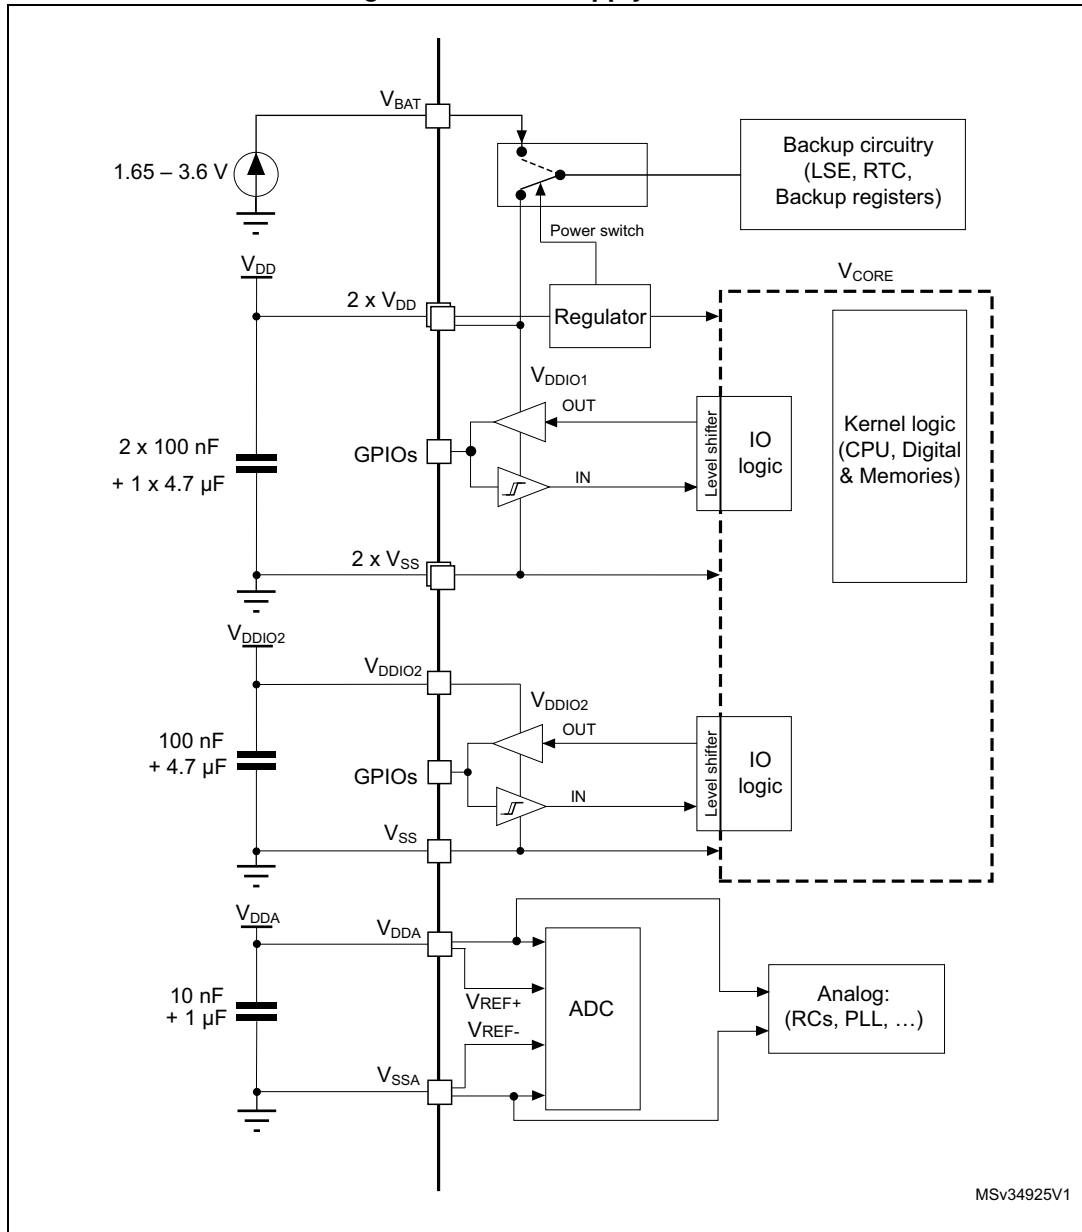 VBAT
1.65 – 3.6 V
Backup circuitry
(LSE, RTC,
Backup registers)
Power switch
VDD
2 x VDD
Regulator
VCORE
VDDIO1
OUT
GPIOs
IN
Level shifter
IO
logic
Kernel logic
(CPU, Digital
& Memories)
2 x 100 nF
+ 1 x 4.7 µF
2 x VSS
VDDIO2
VDDIO2
VDDIO2
OUT
100 nF
+ 4.7 µF
GPIOs
IN
Level shifter
IO
logic
VSS
VDDA
VDDA
10 nF
+ 1 µF
VREF+
VREF-
ADC
Analog:
(RCs, PLL, …)
VSSA
MSv34925V1